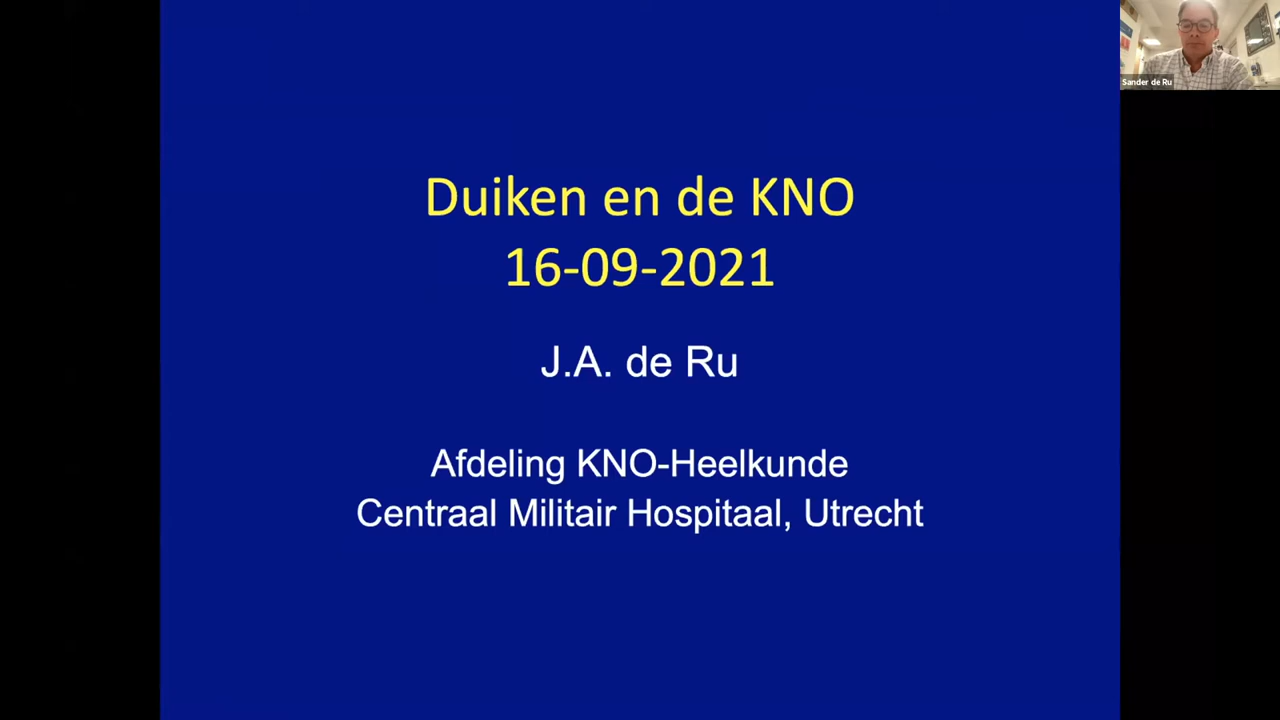 Sander de Ru
Duiken en de KNO
16-09-2021
J.A. de Ru
Afdeling KNO-Heelkunde
Centraal Militair Hospitaal, Utrecht